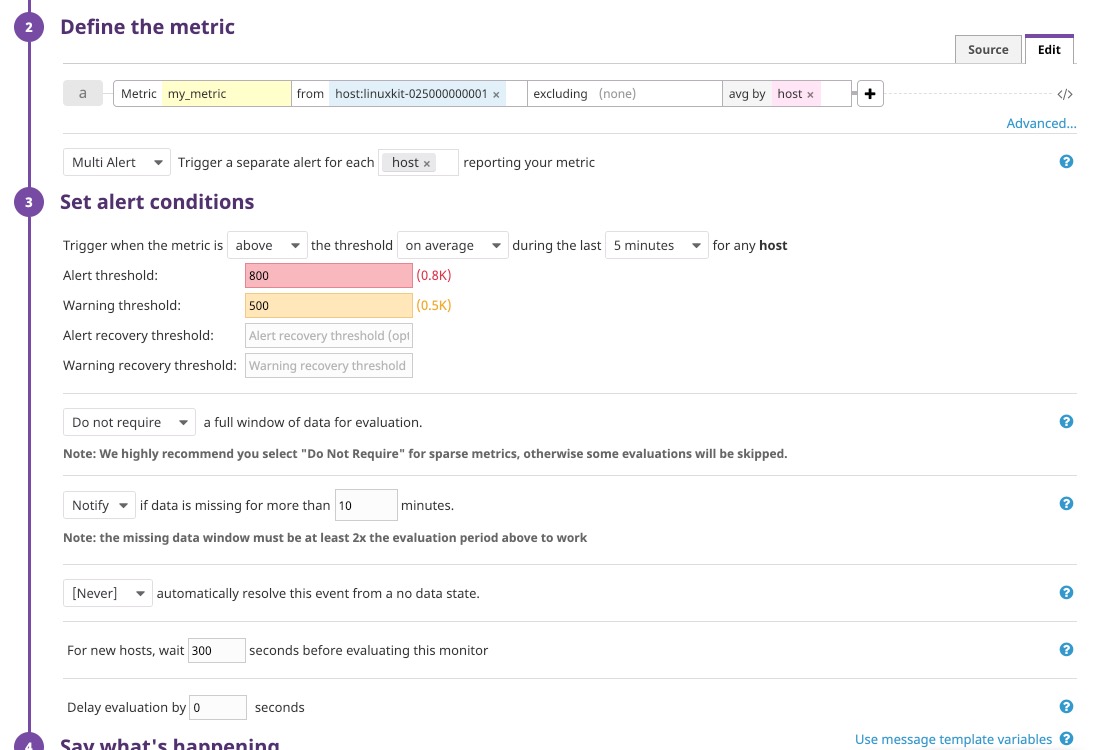 2 Define the metric
Source Edit
a Metric my_metric from host:linuxkit-025000000001 × excluding (none) avg by host × + </>
Advanced...
Multi Alert Trigger a separate alert for each host × reporting your metric ?
3 Set alert conditions
Trigger when the metric is above the threshold on average during the last 5 minutes for any host
Alert threshold: 800 (0.8K)
Warning threshold: 500 (0.5K)
Alert recovery threshold: Alert recovery threshold (opt
Warning recovery threshold: Warning recovery threshold
Do not require a full window of data for evaluation. ?
Note: We highly recommend you select "Do Not Require" for sparse metrics, otherwise some evaluations will be skipped.
Notify if data is missing for more than 10 minutes. ?
Note: the missing data window must be at least 2x the evaluation period above to work
[Never] automatically resolve this event from a no data state. ?
For new hosts, wait 300 seconds before evaluating this monitor ?
Delay evaluation by 0 seconds ?
4 Say what's happening Use message template variables ?